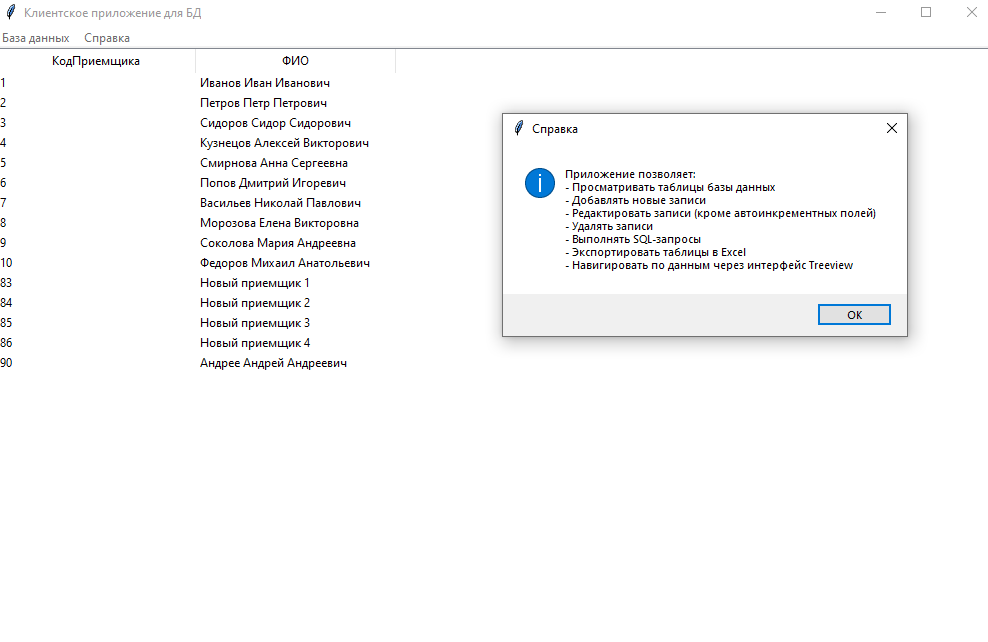 Клиентское приложение для БД
База данных Справка
КодПриемщика ФИО
1 Иванов Иван Иванович
2 Петров Петр Петрович
3 Сидоров Сидор Сидорович
4 Кузнецов Алексей Викторович
5 Смирнова Анна Сергеевна
6 Попов Дмитрий Игоревич
7 Васильев Николай Павлович
8 Морозова Елена Викторовна
9 Соколова Мария Андреевна
10 Федоров Михаил Анатольевич
83 Новый приемщик 1
84 Новый приемщик 2
85 Новый приемщик 3
86 Новый приемщик 4
90 Андрее Андрей Андреевич
Справка
Приложение позволяет:
- Просматривать таблицы базы данных
- Добавлять новые записи
- Редактировать записи (кроме автоинкрементных полей)
- Удалять записи
- Выполнять SQL-запросы
- Экспортировать таблицы в Excel
- Навигировать по данным через интерфейс Treeview
ОК